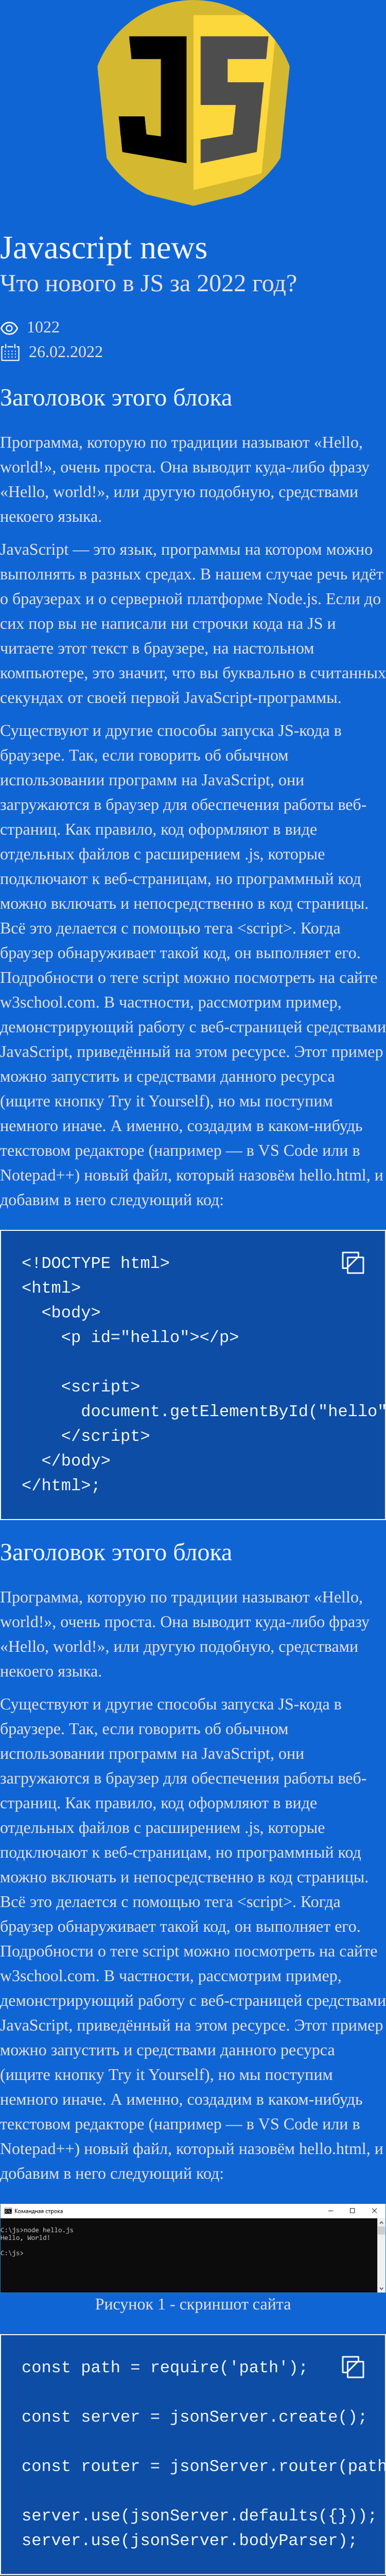 JS
Javascript news
Что нового в JS за 2022 год?
1022
26.02.2022
Заголовок этого блока
Программа, которую по традиции называют «Hello,
world!», очень проста. Она выводит куда-либо фразу
«Hello, world!», или другую подобную, средствами
некоего языка.
JavaScript — это язык, программы на котором можно
выполнять в разных средах. В нашем случае речь идёт
о браузерах и о серверной платформе Node.js. Если до
сих пор вы не написали ни строчки кода на JS и
читаете этот текст в браузере, на настольном
компьютере, это значит, что вы буквально в считанных
секундах от своей первой JavaScript-программы.
Существуют и другие способы запуска JS-кода в
браузере. Так, если говорить об обычном
использовании программ на JavaScript, они
загружаются в браузер для обеспечения работы веб-
страниц. Как правило, код оформляют в виде
отдельных файлов с расширением .js, которые
подключают к веб-страницам, но программный код
можно включать и непосредственно в код страницы.
Всё это делается с помощью тега <script>. Когда
браузер обнаруживает такой код, он выполняет его.
Подробности о теге script можно посмотреть на сайте
w3school.com. В частности, рассмотрим пример,
демонстрирующий работу с веб-страницей средствами
JavaScript, приведённый на этом ресурсе. Этот пример
можно запустить и средствами данного ресурса
(ищите кнопку Try it Yourself), но мы поступим
немного иначе. А именно, создадим в каком-нибудь
текстовом редакторе (например — в VS Code или в
Notepad++) новый файл, который назовём hello.html, и
добавим в него следующий код:
<!DOCTYPE html>
<html>
  <body>
    <p id="hello"></p>
    <script>
      document.getElementById("hello"
    </script>
  </body>
</html>;
Заголовок этого блока
Программа, которую по традиции называют «Hello,
world!», очень проста. Она выводит куда-либо фразу
«Hello, world!», или другую подобную, средствами
некоего языка.
Существуют и другие способы запуска JS-кода в
браузере. Так, если говорить об обычном
использовании программ на JavaScript, они
загружаются в браузер для обеспечения работы веб-
страниц. Как правило, код оформляют в виде
отдельных файлов с расширением .js, которые
подключают к веб-страницам, но программный код
можно включать и непосредственно в код страницы.
Всё это делается с помощью тега <script>. Когда
браузер обнаруживает такой код, он выполняет его.
Подробности о теге script можно посмотреть на сайте
w3school.com. В частности, рассмотрим пример,
демонстрирующий работу с веб-страницей средствами
JavaScript, приведённый на этом ресурсе. Этот пример
можно запустить и средствами данного ресурса
(ищите кнопку Try it Yourself), но мы поступим
немного иначе. А именно, создадим в каком-нибудь
текстовом редакторе (например — в VS Code или в
Notepad++) новый файл, который назовём hello.html, и
добавим в него следующий код:
Командная строка
C:\js>node hello.js
Hello, World!
C:\js>
Рисунок 1 - скриншот сайта
const path = require('path');
const server = jsonServer.create();
const router = jsonServer.router(path
server.use(jsonServer.defaults({}));
server.use(jsonServer.bodyParser);